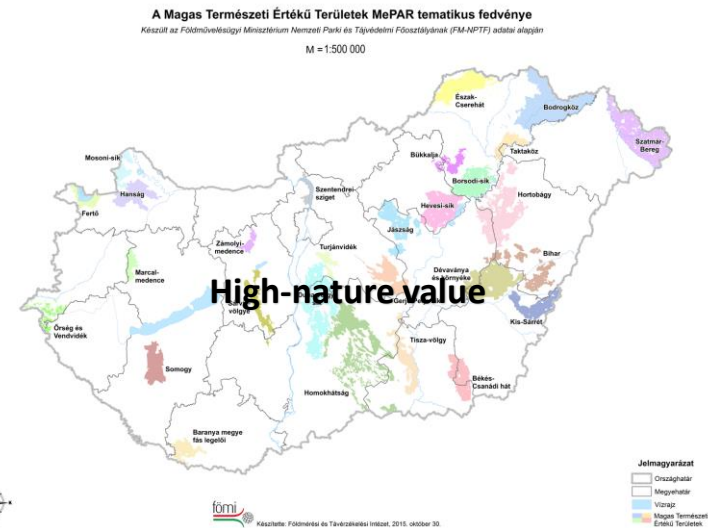 A Magas Természeti Értékű Területek MePAR tematikus fedvénye
Készült az Földművelésügyi Minisztérium Nemzeti Parki és Tájvédelmi Főosztályának (FM-NPTF) adatai alapján
M =1:500 000
Észak-
Cserehát
Bodrogköz
Szatmár-
Bereg
Taktaköz
Bükkalja
Mosoni-sík
Borsodi-sík
Szentendrei-
sziget
Hanság
Hortobágy
Hevesi-sík
Fertő
Jászság
Zámolyi-
medence
Turjánvidék
Bihar
Marcal-
medence
Dévaványa
és környéke
High-nature value
völgye
Kis-Sárrét
Őrség és
Vendvidék
Tisza-völgy
Somogy
Békés-
Csanádi hát
Homokhátság
Baranya megye
fás legelői
Jelmagyarázat
Országhatár
Megyehatár
Vízrajz
Magas Természeti
Értékű Területek
fömi
Készítette: Földmérési és Távérzékelési Intézet, 2015. október 30.